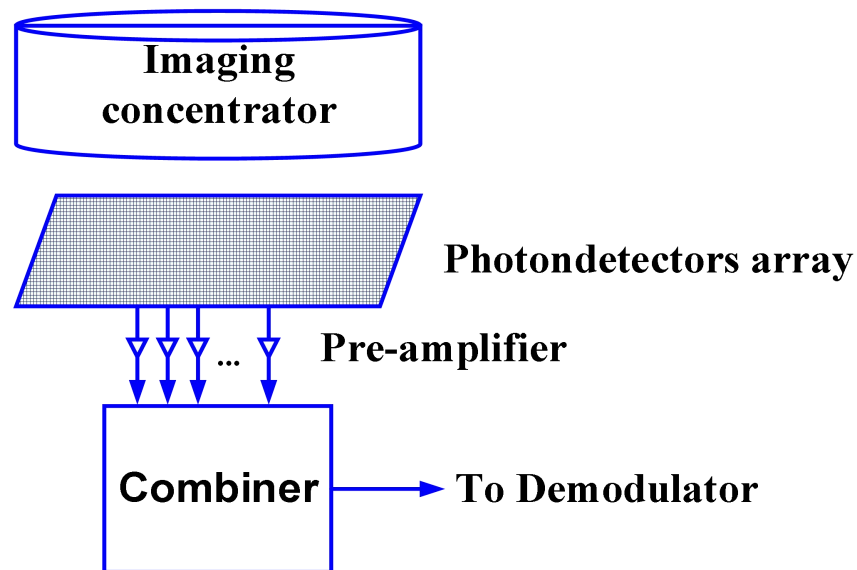 Imaging
concentrator
Photondetectors array
...
Pre-amplifier
Combiner
To Demodulator